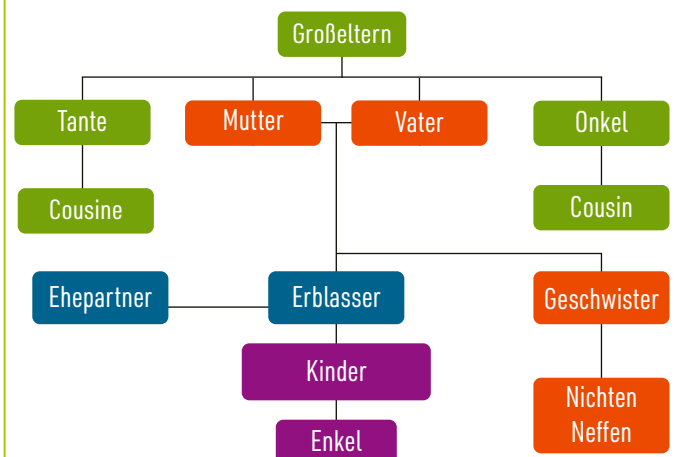 Großeltern
Tante
Mutter
Vater
Onkel
Cousine
Cousin
Ehepartner
Erblasser
Geschwister
Kinder
Nichten
Neffen
Enkel